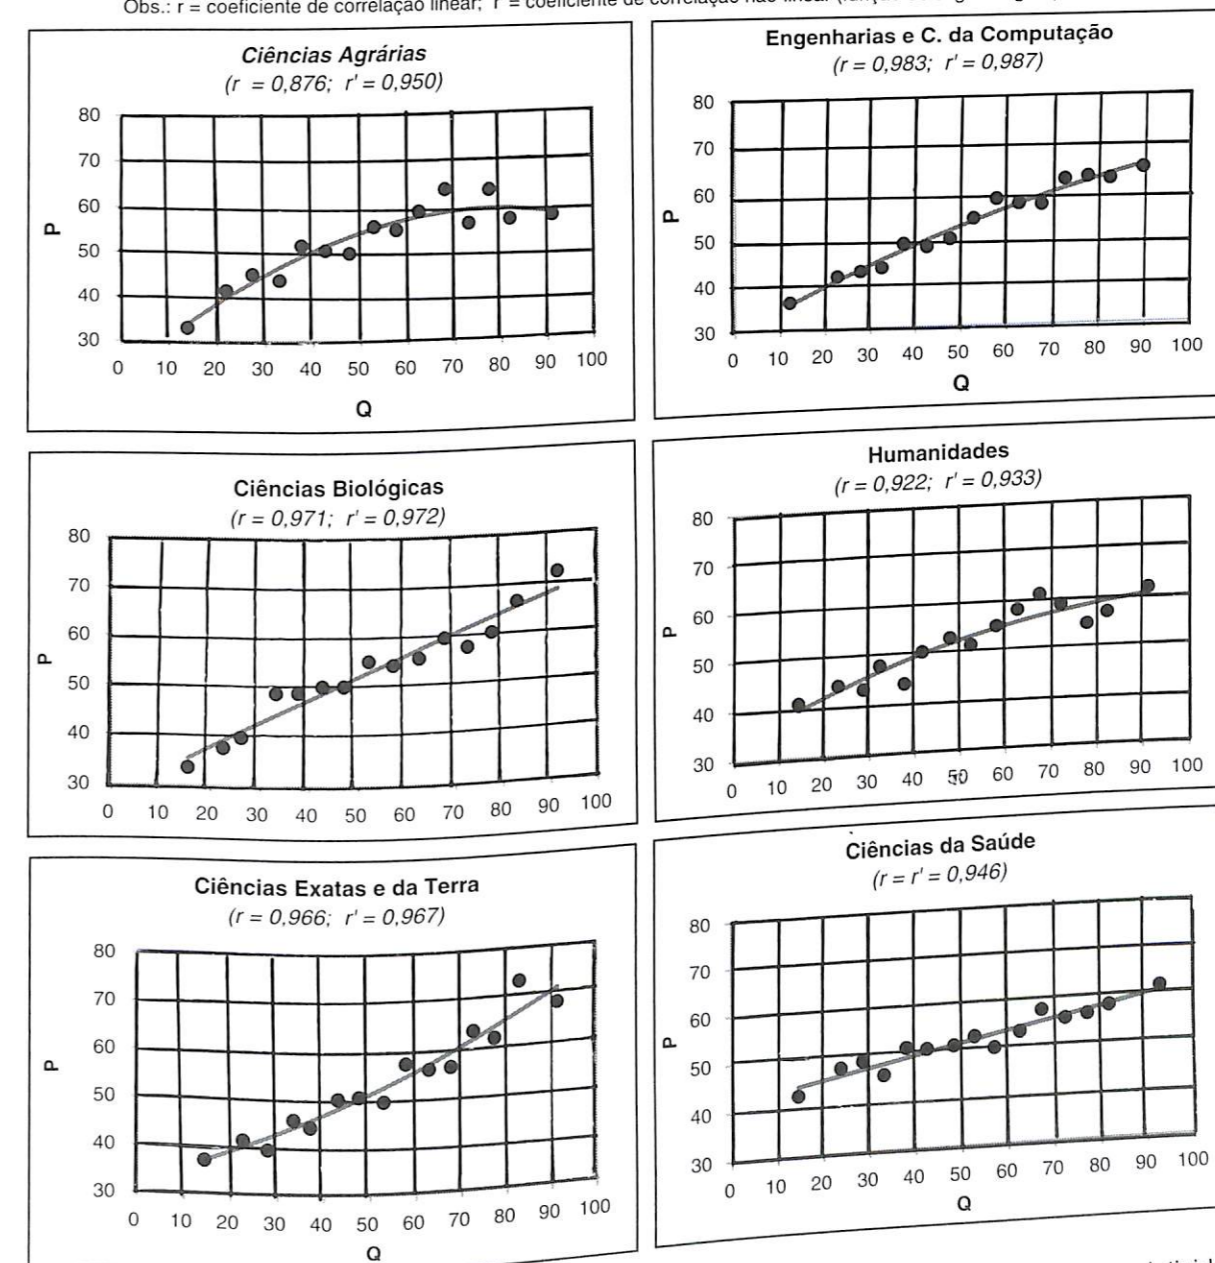 Obs.: r = coeficiente de correlação linear; r' = coeficiente de correlação não linear
Ciências Agrárias
(r = 0,876; r' = 0,950)
80
70
60
50
40
30
P
0 10 20 30 40 50 60 70 80 90 100
Q
Engenharias e C. da Computação
(r = 0,983; r' = 0,987)
80
70
60
50
40
30
P
0 10 20 30 40 50 60 70 80 90 100
Q
Ciências Biológicas
(r = 0,971; r' = 0,972)
80
70
60
50
40
30
P
0 10 20 30 40 50 60 70 80 90 100
Humanidades
(r = 0,922; r' = 0,933)
80
70
60
50
40
30
P
0 10 20 30 40 50 60 70 80 90 100
Ciências Exatas e da Terra
(r = 0,966; r' = 0,967)
80
70
60
50
40
30
P
0 10 20 30 40 50 60 70 80 90 100
Q
Ciências da Saúde
(r = r' = 0,946)
80
70
60
50
40
30
P
0 10 20 30 40 50 60 70 80 90 100
Q